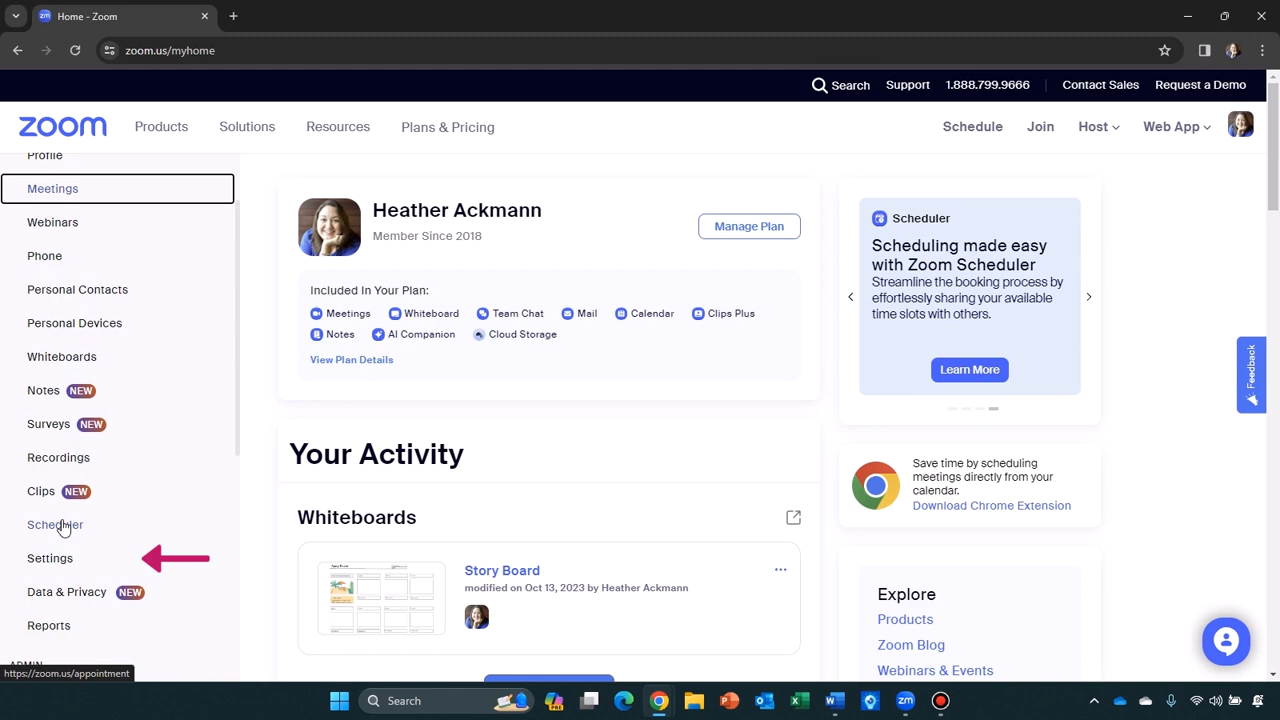 Home - Zoom
zoom.us/myhome
Search Support 1.888.799.9666 Contact Sales Request a Demo
zoom Products Solutions Resources Plans & Pricing Schedule Join Host Web App
Profile
Meetings
Webinars
Phone
Personal Contacts
Personal Devices
Whiteboards
Notes NEW
Surveys NEW
Recordings
Clips NEW
Scheduler
Settings
Data & Privacy NEW
Reports
ADMIN
https://zoom.us/appointment
Heather Ackmann
Member Since 2018
Manage Plan
Included In Your Plan:
Meetings Whiteboard Team Chat Mail Calendar Clips Plus
Notes AI Companion Cloud Storage
View Plan Details
Your Activity
Whiteboards
Story Board
modified on Oct 13, 2023 by Heather Ackmann
Scheduler
Scheduling made easy
with Zoom Scheduler
Streamline the booking process by
effortlessly sharing your available
time slots with others.
Learn More
Save time by scheduling
meetings directly from your
calendar.
Download Chrome Extension
Explore
Products
Zoom Blog
Webinars & Events
Feedback
Search